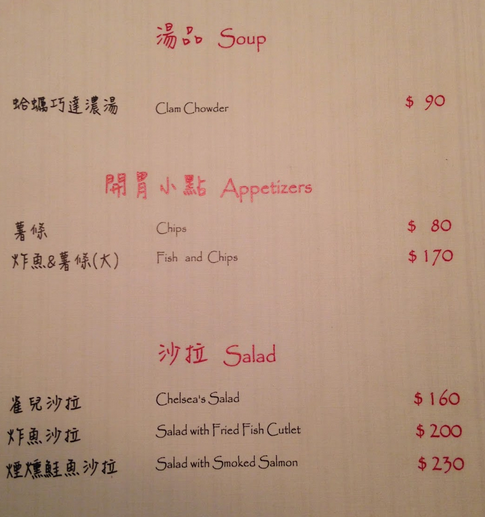 湯品 Soup
蛤蠣巧達濃湯 Clam Chowder $ 90
開胃小點 Appetizers
薯條 Chips $ 80
炸魚&薯條(大) Fish and Chips $ 170
沙拉 Salad
雀兒沙拉 Chelsea's Salad $ 160
炸魚沙拉 Salad with Fried Fish Cutlet $ 200
煙燻鮭魚沙拉 Salad with Smoked Salmon $ 230